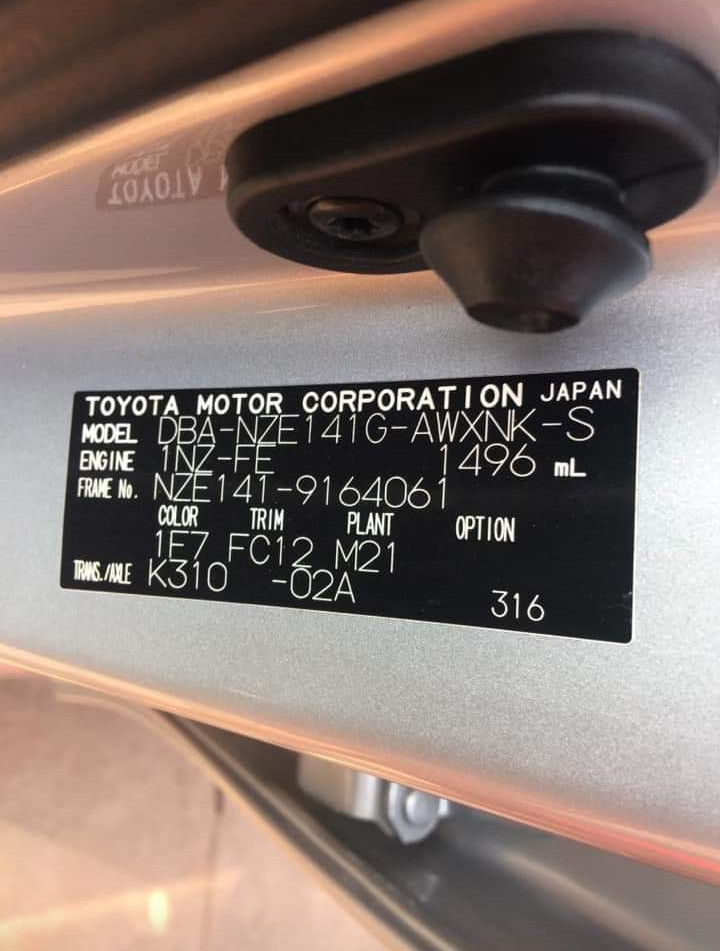 TOYOTA MOTOR CORPORATION JAPAN
MODEL DBA-NZE141G-AWXNK-S
ENGINE 1NZ-FE 1496 mL
FRAME No. NZE141-9164061
COLOR TRIM PLANT OPTION
1E7 FC12 M21
TRANS./AXLE K310 -02A
316